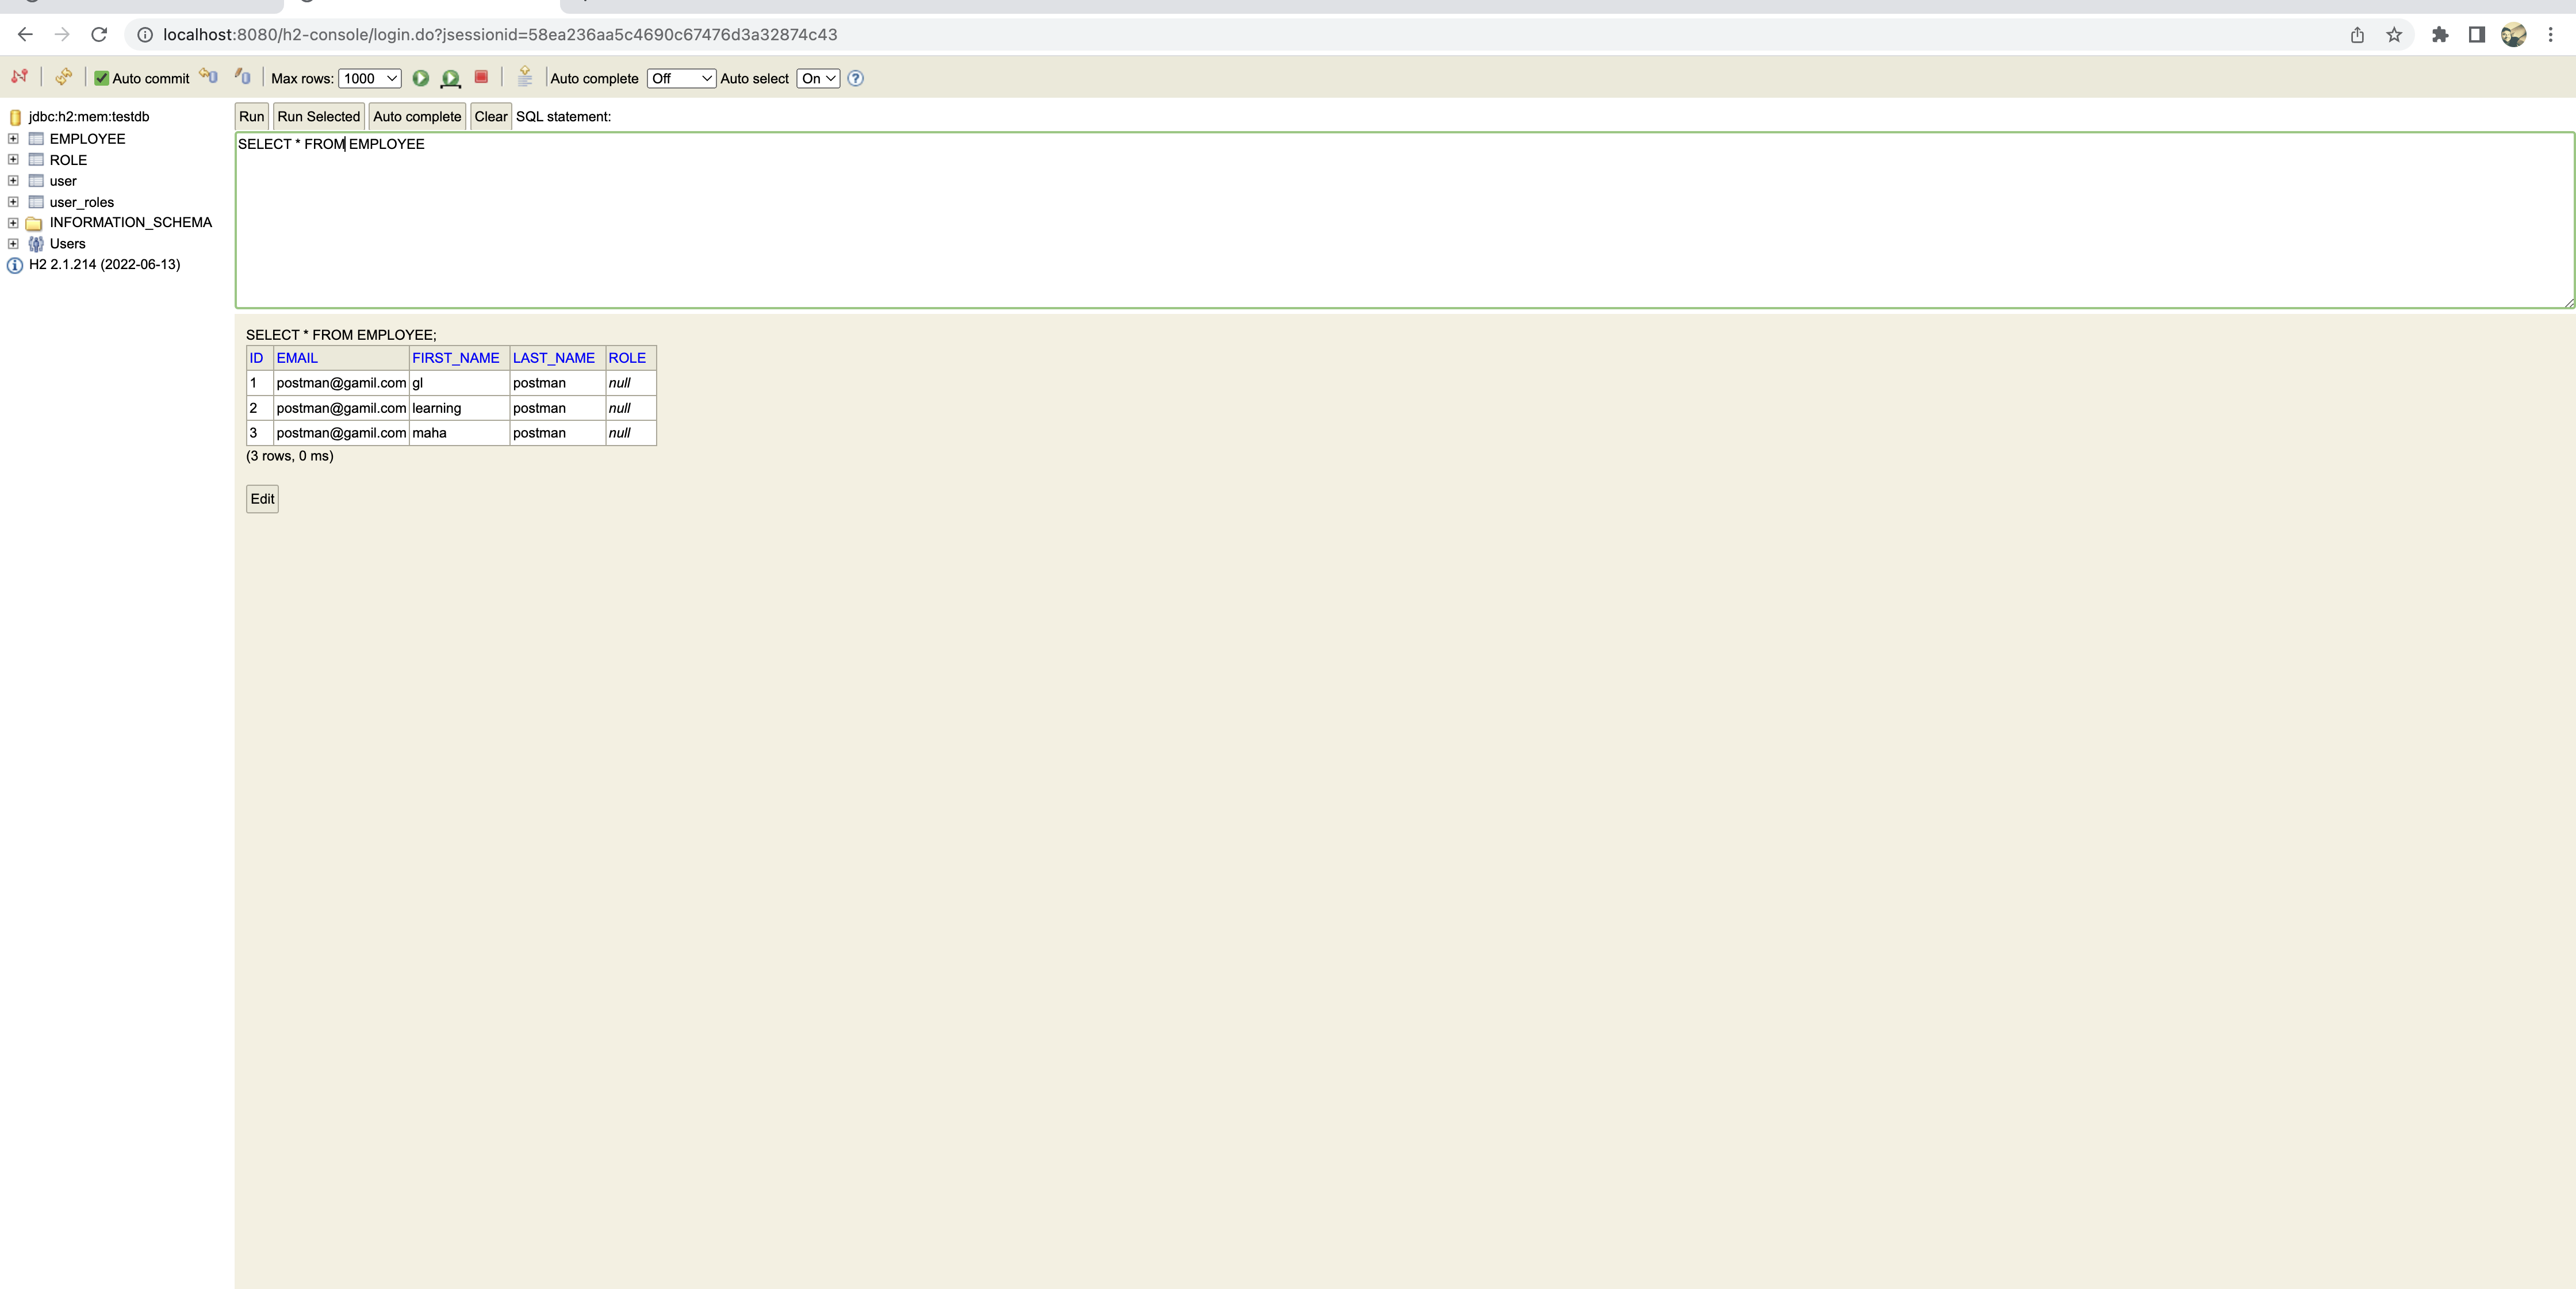 localhost:8080/h2-console/login.do?jsessionid=58ea236aa5c4690c67476d3a32874c43
Auto commit Max rows: 1000 Auto complete Off Auto select On ?
jdbc:h2:mem:testdb
EMPLOYEE
ROLE
user
user_roles
INFORMATION_SCHEMA
Users
H2 2.1.214 (2022-06-13)
Run Run Selected Auto complete Clear SQL statement:
SELECT * FROM EMPLOYEE
SELECT * FROM EMPLOYEE;
ID EMAIL FIRST_NAME LAST_NAME ROLE
1 postman@gamil.com gl postman null
2 postman@gamil.com learning postman null
3 postman@gamil.com maha postman null
(3 rows, 0 ms)
Edit